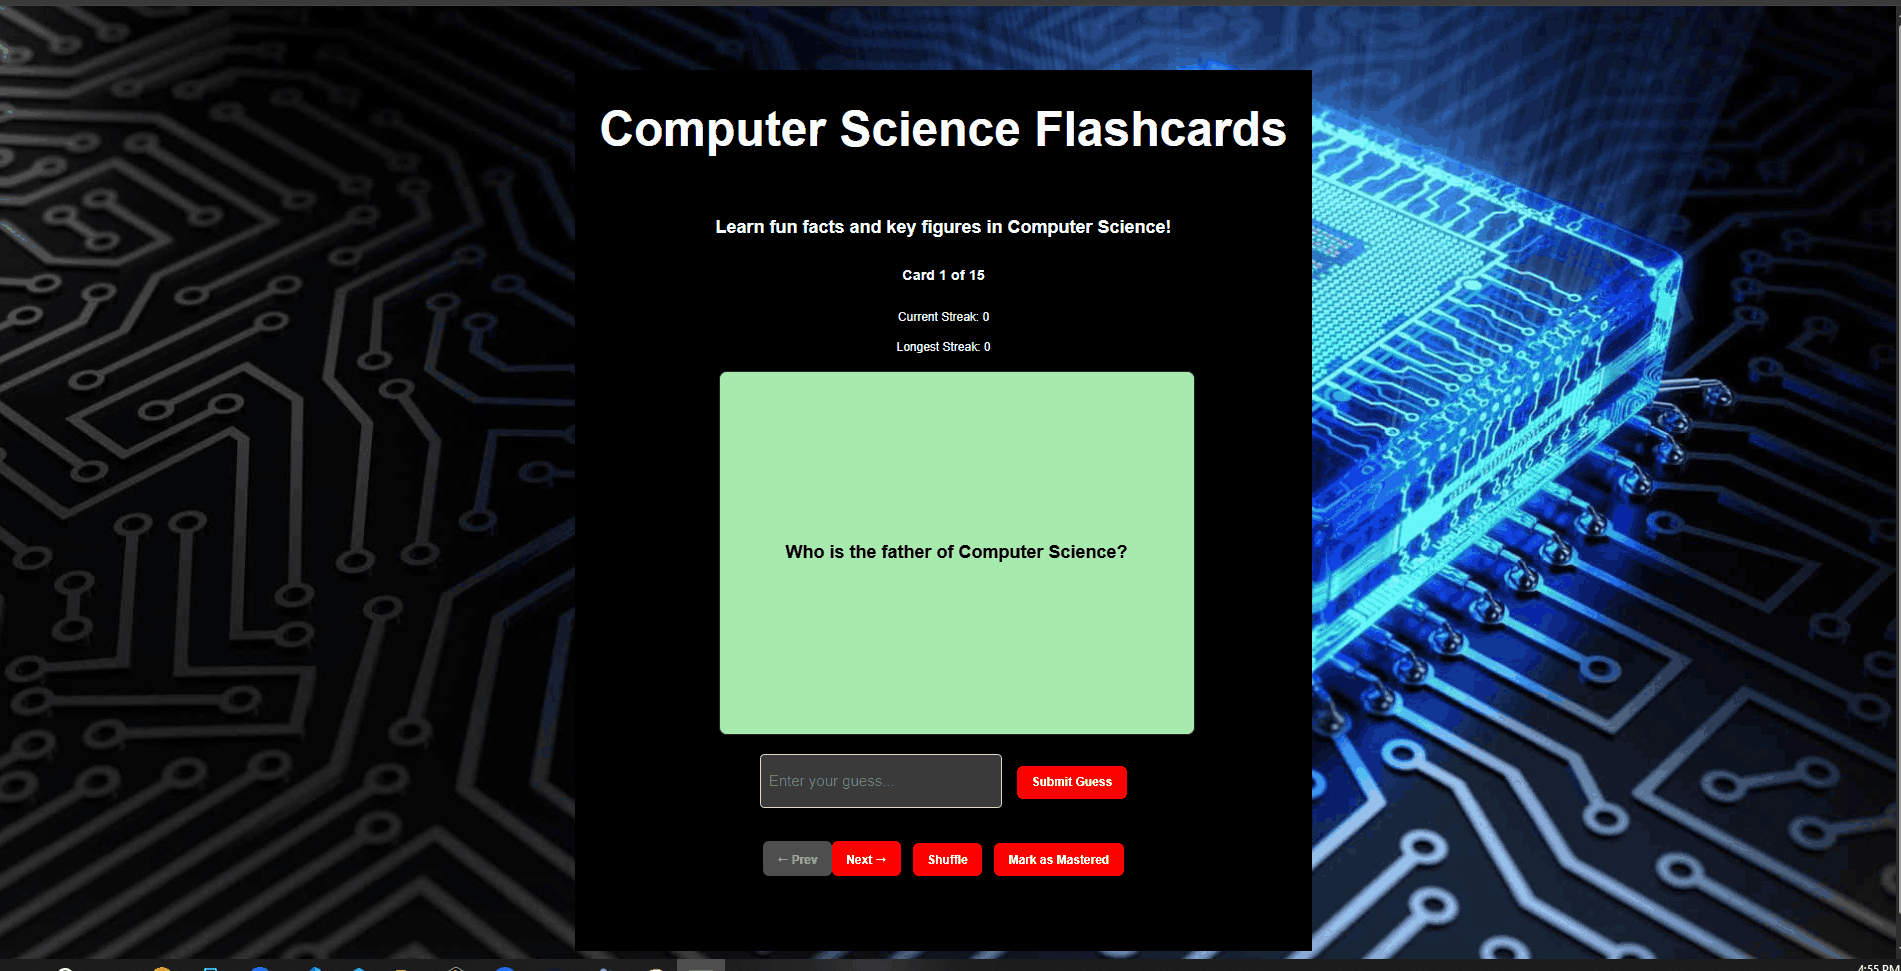 Computer Science Flashcards
Learn fun facts and key figures in Computer Science!
Card 1 of 15
Current Streak: 0
Longest Streak: 0
Who is the father of Computer Science?
Enter your guess...
Submit Guess
← Prev
Next →
Shuffle
Mark as Mastered
4:55 PM